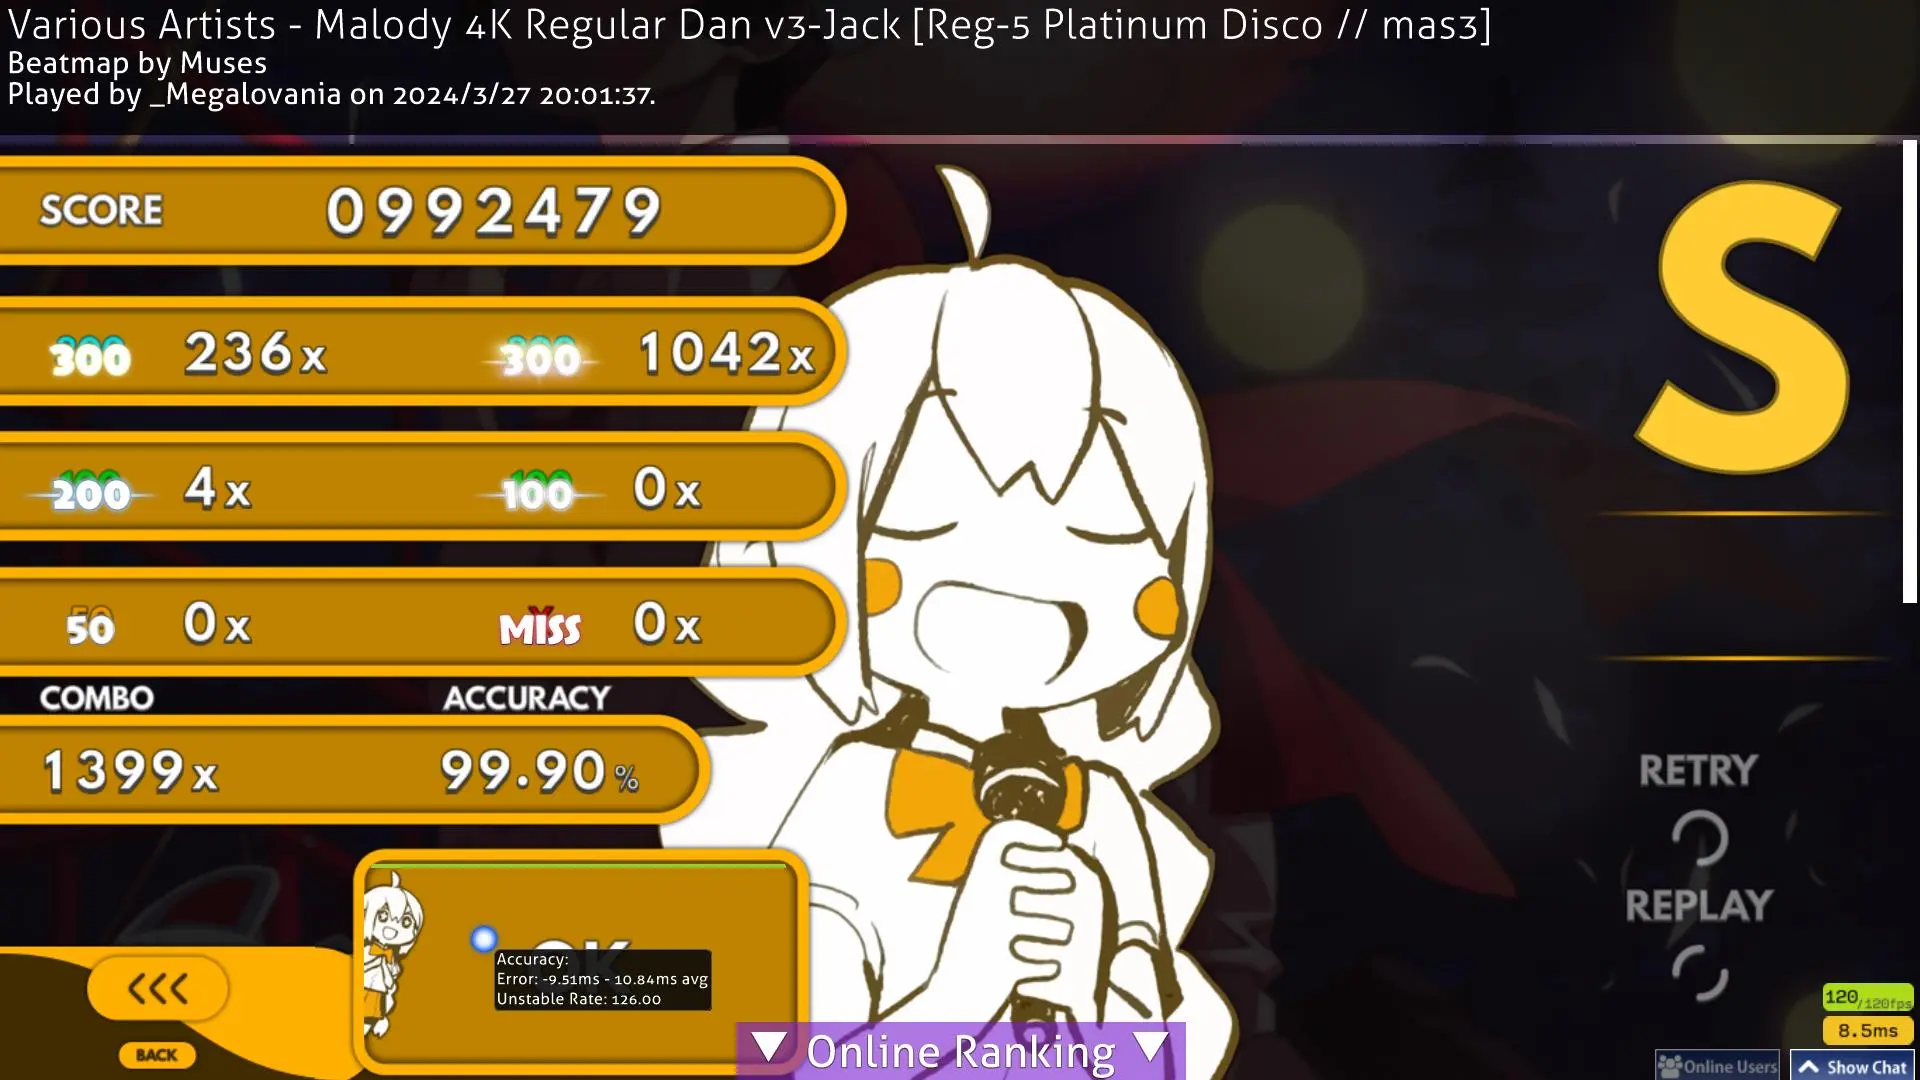 Various Artists - Malody 4K Regular Dan v3-Jack [Reg-5 Platinum Disco // mas3]
Beatmap by Muses
Played by _Megalovania on 2024/3/27 20:01:37.
SCORE 0992479
S
300 236x 300 1042x
200 4x 100 0x
50 0x MISS 0x
COMBO ACCURACY
1399x 99.90%
RETRY
REPLAY
OK
Accuracy:
Error: -9.51ms - 10.84ms avg
Unstable Rate: 126.00
<<<
BACK
▼ Online Ranking ▼
120/120fps
8.5ms
Online Users
Show Chat